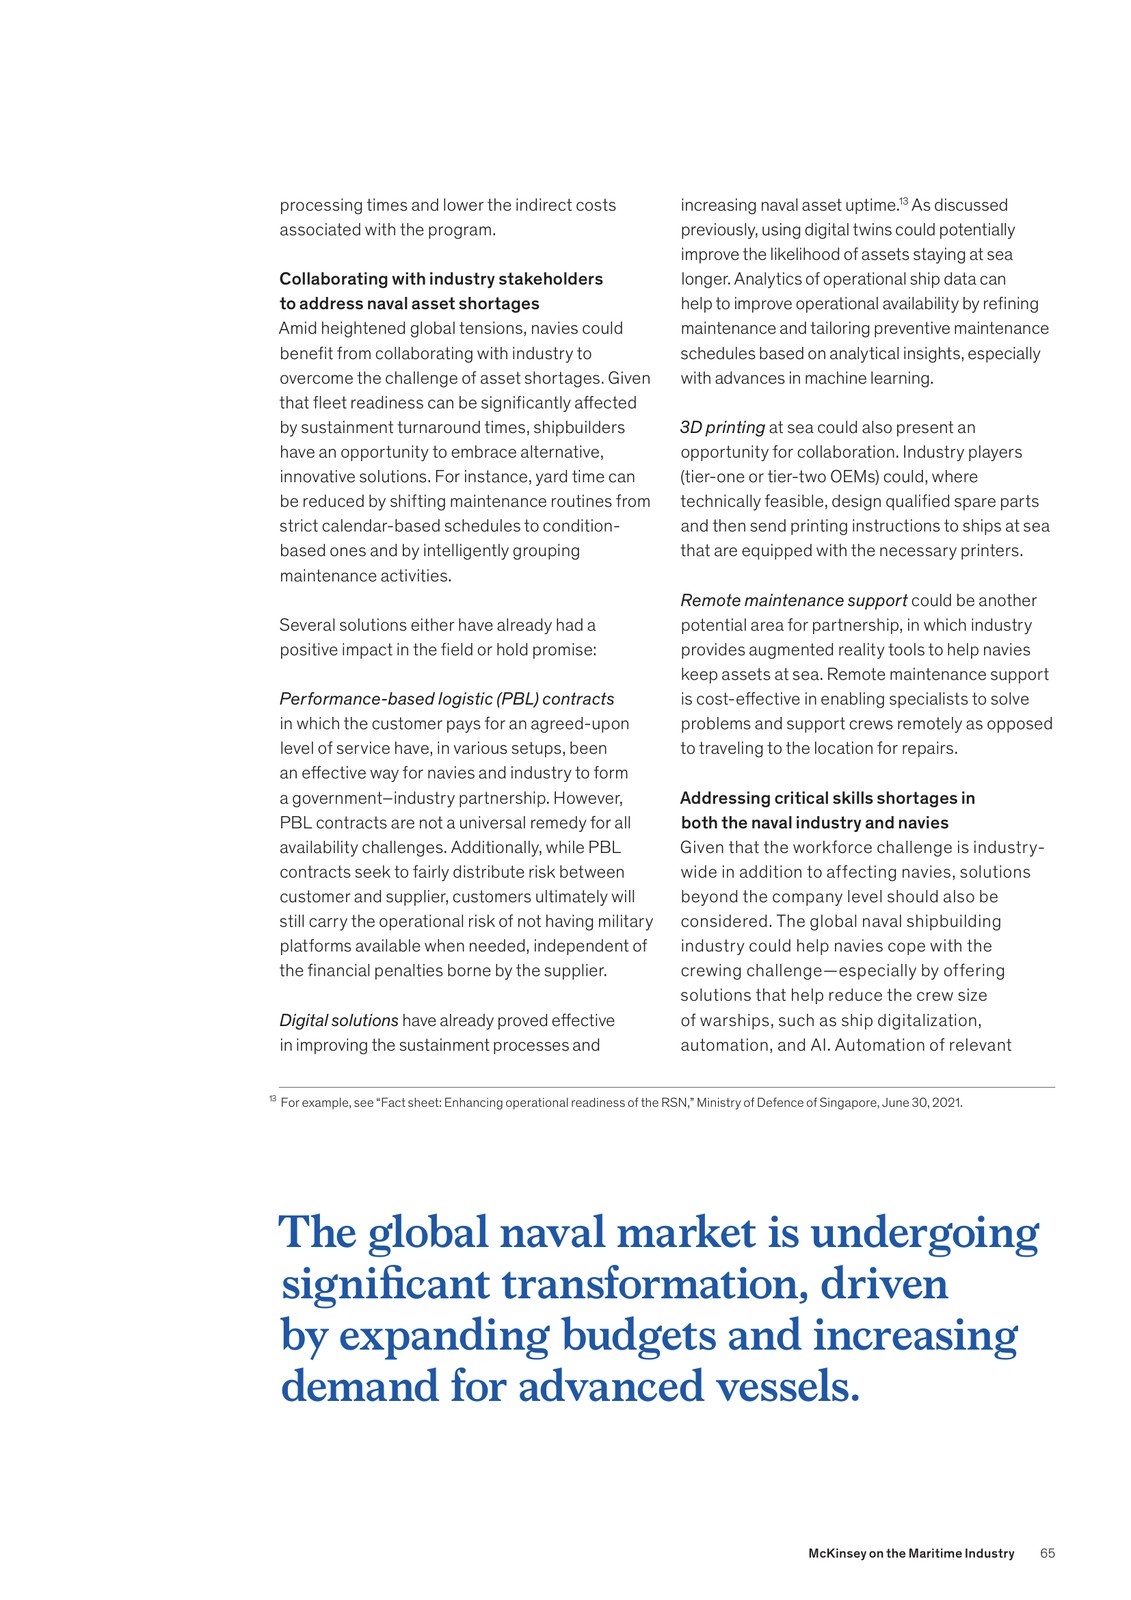 processing times and lower the indirect costs
associated with the program.
Collaborating with industry stakeholders
to address naval asset shortages
Amid heightened global tensions, navies could
benefit from collaborating with industry to
overcome the challenge of asset shortages. Given
that fleet readiness can be significantly affected
by sustainment turnaround times, shipbuilders
have an opportunity to embrace alternative,
innovative solutions. For instance, yard time can
be reduced by shifting maintenance routines from
strict calendar-based schedules to condition-
based ones and by intelligently grouping
maintenance activities.
Several solutions either have already had a
positive impact in the field or hold promise:
Performance-based logistic (PBL) contracts
in which the customer pays for an agreed-upon
level of service have, in various setups, been
an effective way for navies and industry to form
a government–industry partnership. However,
PBL contracts are not a universal remedy for all
availability challenges. Additionally, while PBL
contracts seek to fairly distribute risk between
customer and supplier, customers ultimately will
still carry the operational risk of not having military
platforms available when needed, independent of
the financial penalties borne by the supplier.
Digital solutions have already proved effective
in improving the sustainment processes and
increasing naval asset uptime.¹³ As discussed
previously, using digital twins could potentially
improve the likelihood of assets staying at sea
longer. Analytics of operational ship data can
help to improve operational availability by refining
maintenance and tailoring preventive maintenance
schedules based on analytical insights, especially
with advances in machine learning.
3D printing at sea could also present an
opportunity for collaboration. Industry players
(tier-one or tier-two OEMs) could, where
technically feasible, design qualified spare parts
and then send printing instructions to ships at sea
that are equipped with the necessary printers.
Remote maintenance support could be another
potential area for partnership, in which industry
provides augmented reality tools to help navies
keep assets at sea. Remote maintenance support
is cost-effective in enabling specialists to solve
problems and support crews remotely as opposed
to traveling to the location for repairs.
Addressing critical skills shortages in
both the naval industry and navies
Given that the workforce challenge is industry-
wide in addition to affecting navies, solutions
beyond the company level should also be
considered. The global naval shipbuilding
industry could help navies cope with the
crewing challenge—especially by offering
solutions that help reduce the crew size
of warships, such as ship digitalization,
automation, and AI. Automation of relevant
¹³ For example, see “Fact sheet: Enhancing operational readiness of the RSN,” Ministry of Defence of Singapore, June 30, 2021.
The global naval market is undergoing
significant transformation, driven
by expanding budgets and increasing
demand for advanced vessels.
McKinsey on the Maritime Industry 65